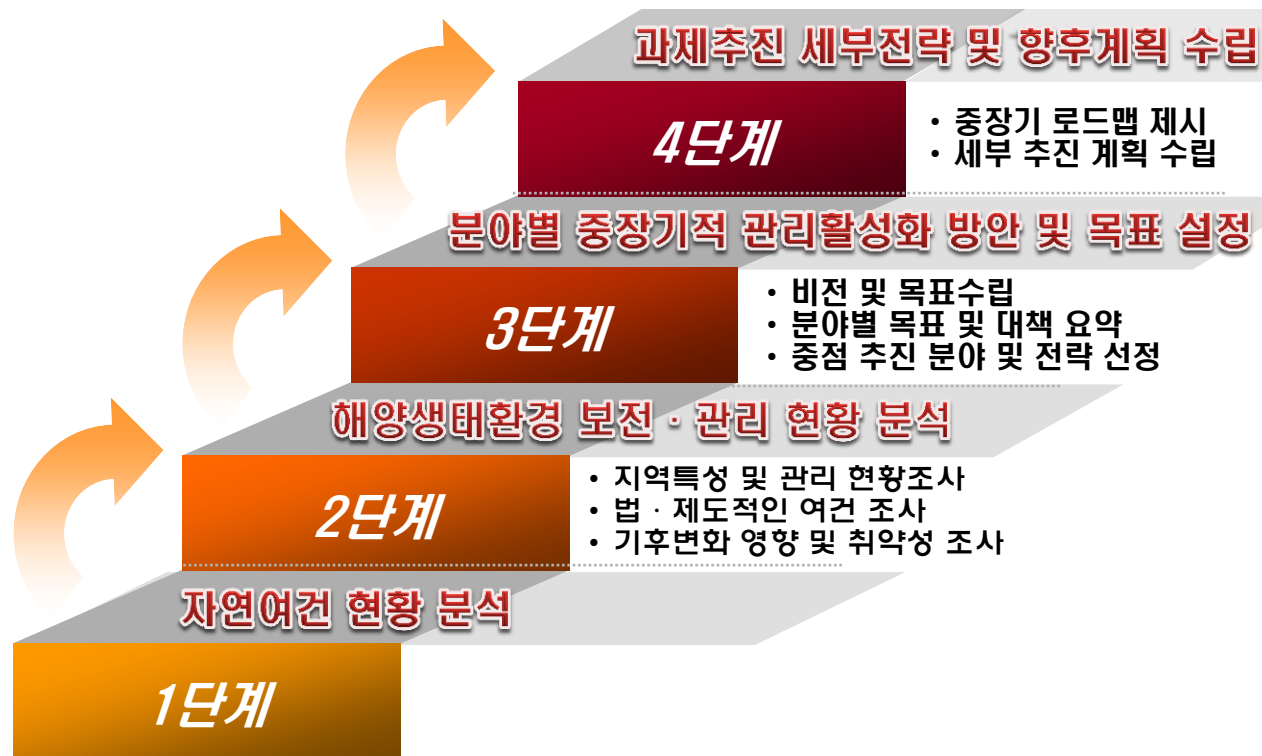 과제추진 세부전략 및 향후계획 수립
4단계
• 중장기 로드맵 제시
• 세부 추진 계획 수립
분야별 중장기적 관리활성화 방안 및 목표 설정
3단계
• 비전 및 목표수립
• 분야별 목표 및 대책 요약
• 중점 추진 분야 및 전략 선정
해양생태환경 보전 · 관리 현황 분석
2단계
• 지역특성 및 관리 현황조사
• 법 · 제도적인 여건 조사
• 기후변화 영향 및 취약성 조사
자연여건 현황 분석
1단계